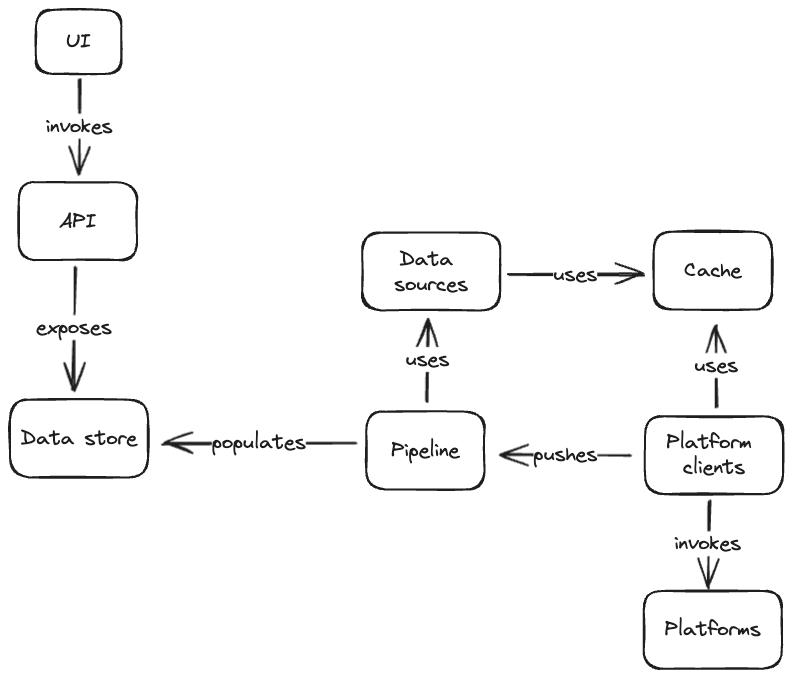 UI
invokes
API
exposes
Data store
populates
Data
sources
uses
Cache
uses
uses
Pipeline
pushes
Platform
clients
invokes
Platforms